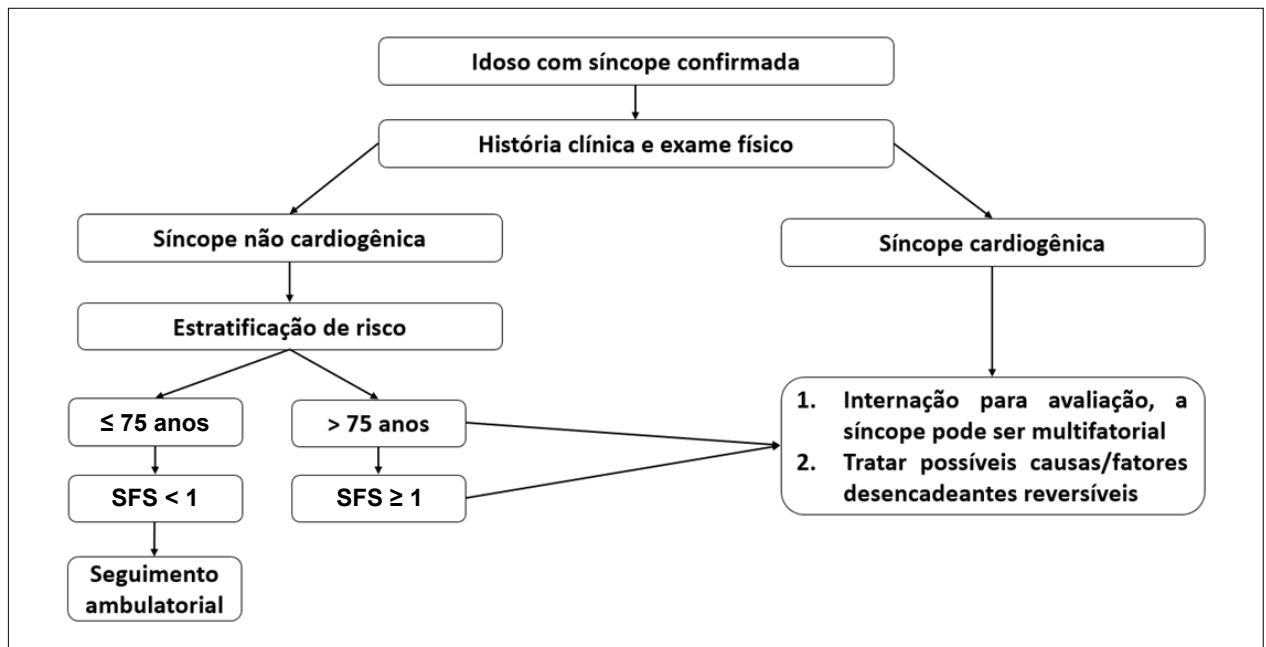 Idoso com síncope confirmada
História clínica e exame físico
Síncope não cardiogênica
Síncope cardiogênica
Estratificação de risco
≤ 75 anos
> 75 anos
SFS < 1
SFS ≥ 1
Seguimento
ambulatorial
1. Internação para avaliação, a
síncope pode ser multifatorial
2. Tratar possíveis causas/fatores
desencadeantes reversíveis